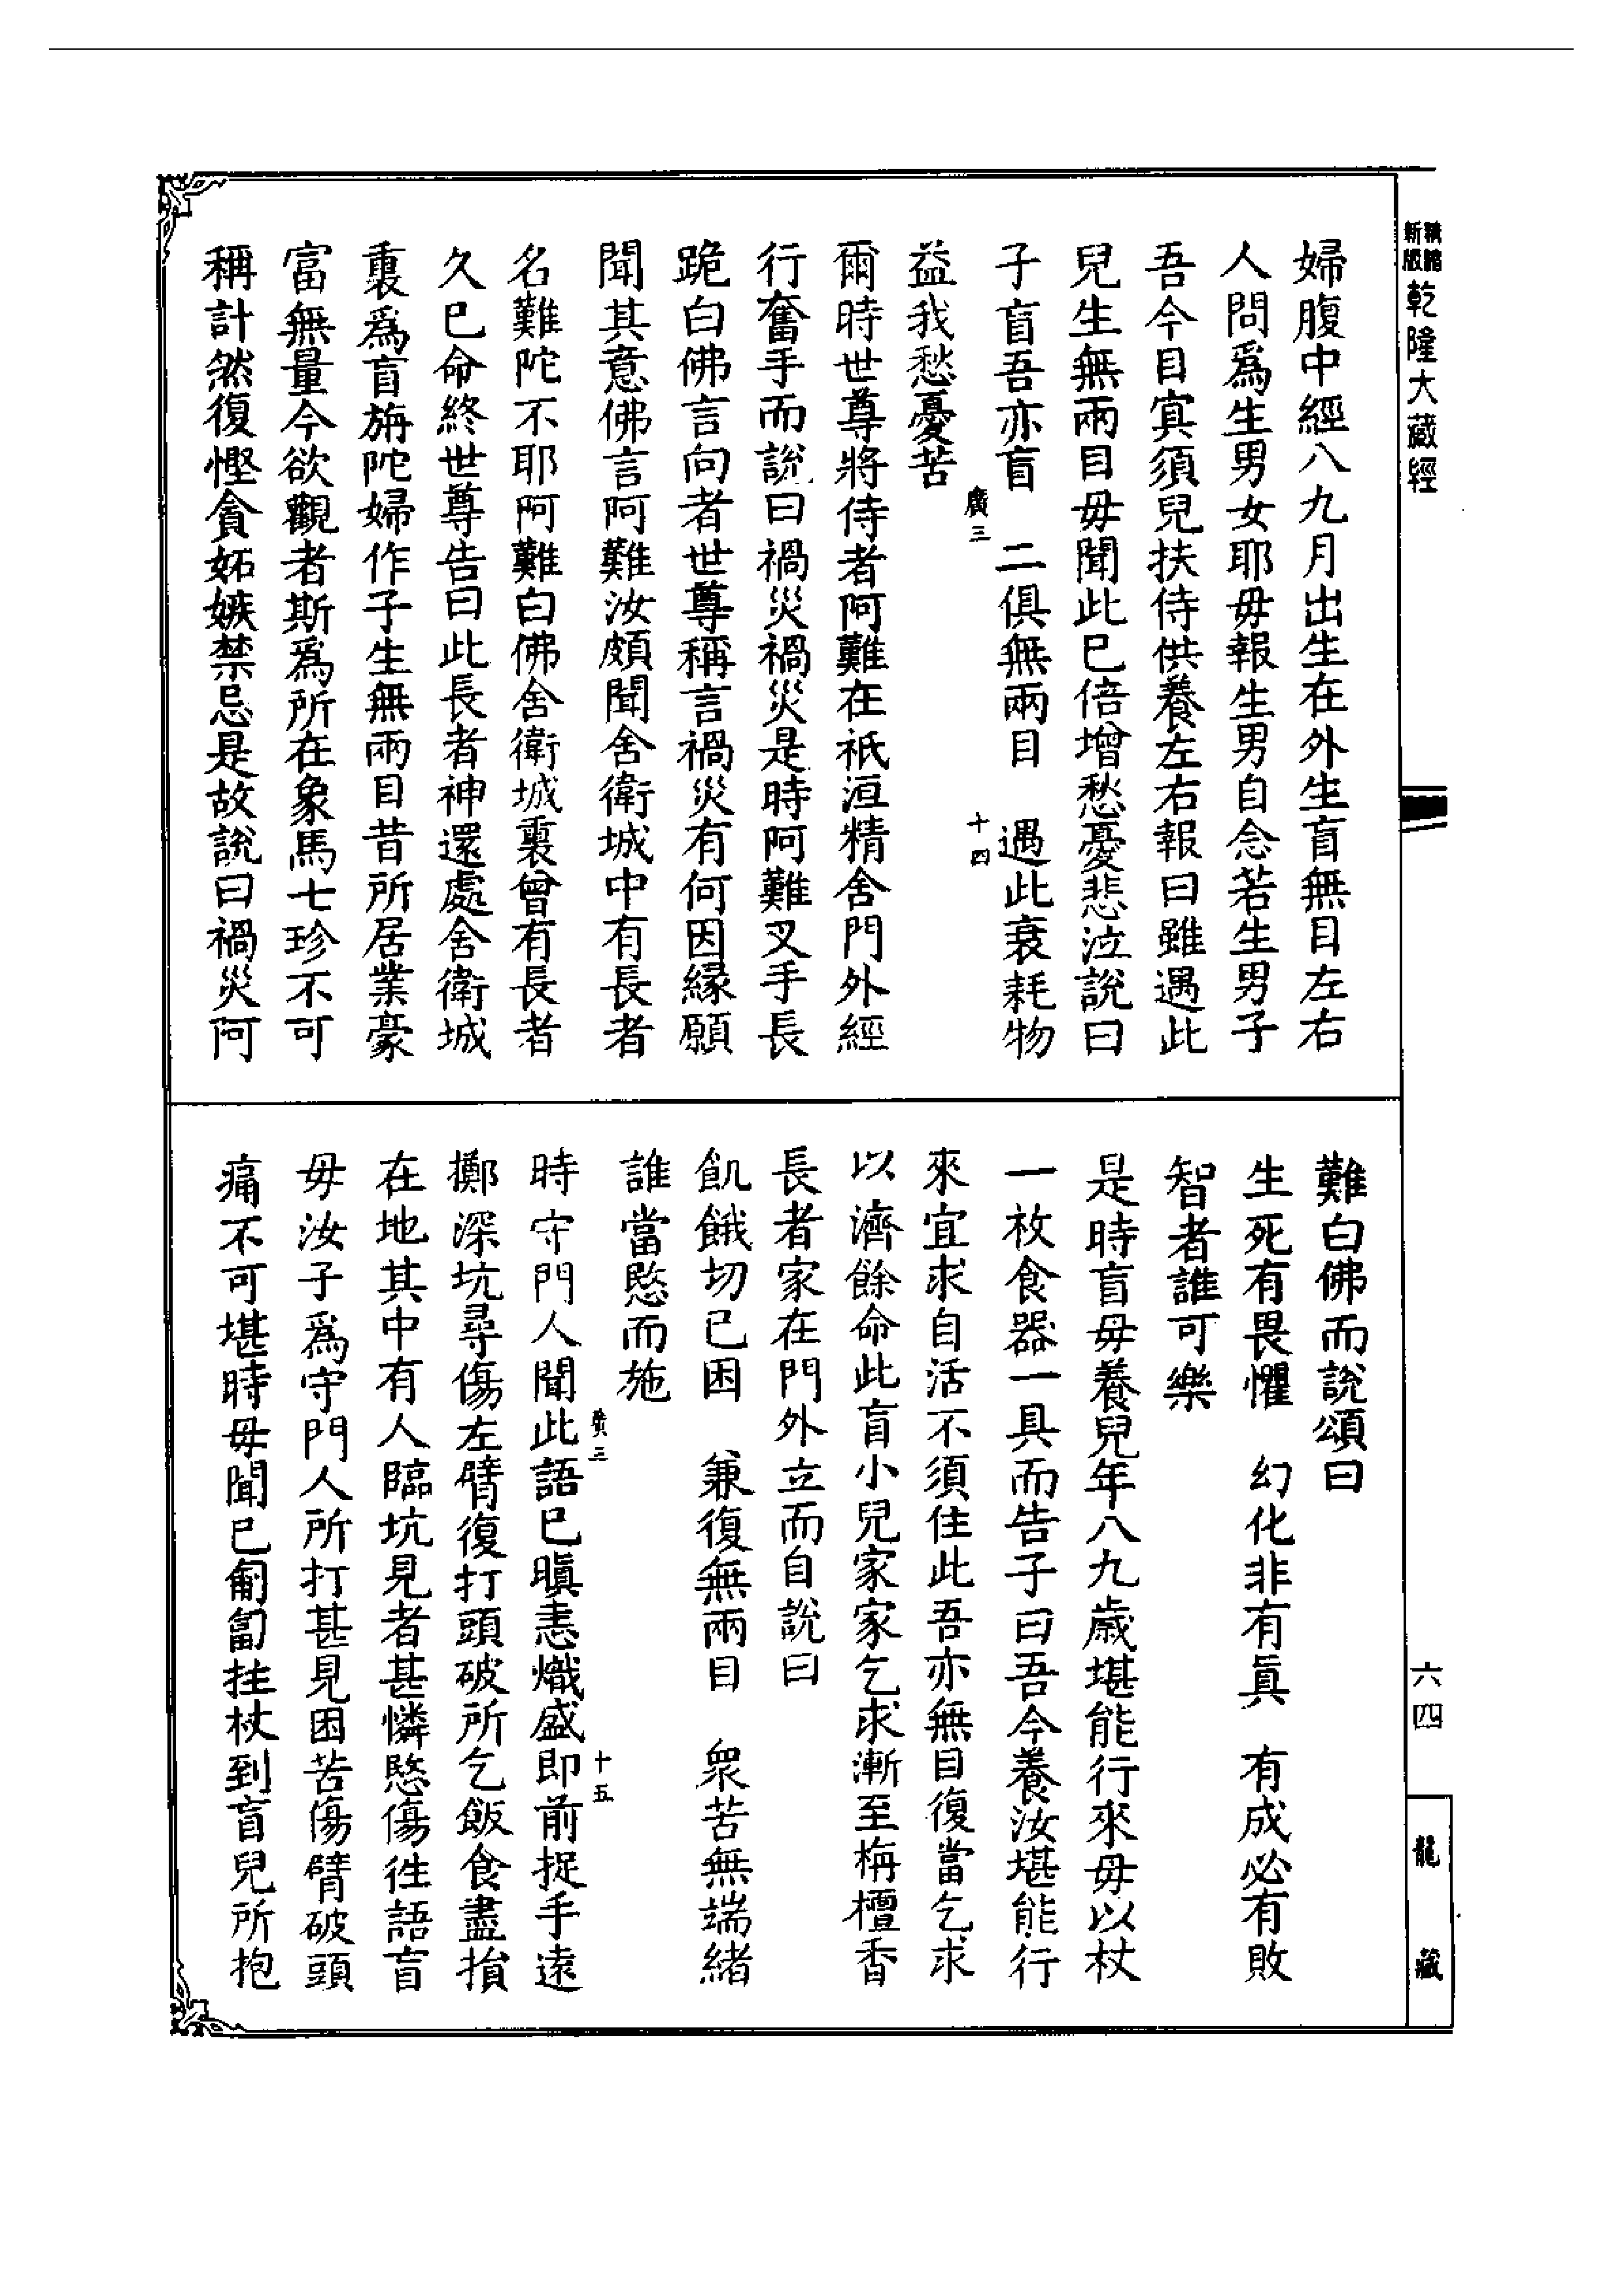 精縮新版乾隆大藏經
婦腹中經八九月出生在外生盲無目左右
人問爲生男女耶毋報生男自念若生男子
吾今目寘須兒扶侍供養左右報曰雖遇此
兒生無兩目毋聞此巳倍增愁憂悲泣說曰
子盲吾亦盲 二俱無兩目 遇此衰耗物
益我愁憂苦
廣三 十四
爾時世尊將侍者阿難在祇洹精舍門外經
行奮手而說曰禍災禍災是時阿難叉手長
跪白佛言向者世尊稱言禍災有何因緣願
聞其意佛言阿難汝頗聞舍衛城中有長者
名難陀不耶阿難白佛舍衛城裏曾有長者
久巳命終世尊告曰此長者神還處舍衛城
裏爲盲旃陀婦作子生無兩目昔所居業豪
富無量今欲觀者斯爲所在象馬七珍不可
稱計然復慳貪妬嫉禁忌是故說曰禍災阿
難白佛而說頌曰
生死有畏懼 幻化非有眞 有成必有敗
智者誰可樂
是時盲毋養兒年八九歲堪能行來毋以杖
一枚食器一具而告子曰吾今養汝堪能行
來宜求自活不須住此吾亦無目復當乞求
以濟餘命此盲小兒家家乞求漸至栴檀香
長者家在門外立而自說曰
飢餓切已困 兼復無兩目 衆苦無端緒
誰當愍而施
廣三 十五
時守門人聞此語巳瞋恚熾盛即前捉手遠
擲深坑尋傷左臂復打頭破所乞飯食盡損
在地其中有人臨坑見者甚憐愍傷徃語盲
毋汝子爲守門人所打甚見困苦傷臂破頭
痛不可堪時毋聞巳匍匐拄杖到盲兒所抱
六四
龍藏